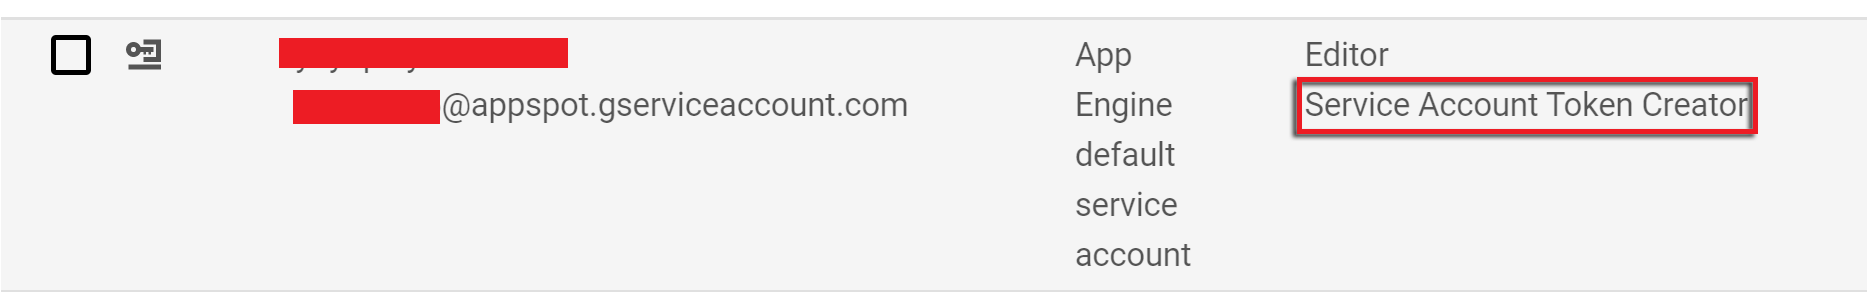 App Editor
@appspot.gserviceaccount.com Engine Service Account Token Creator
default
service
account